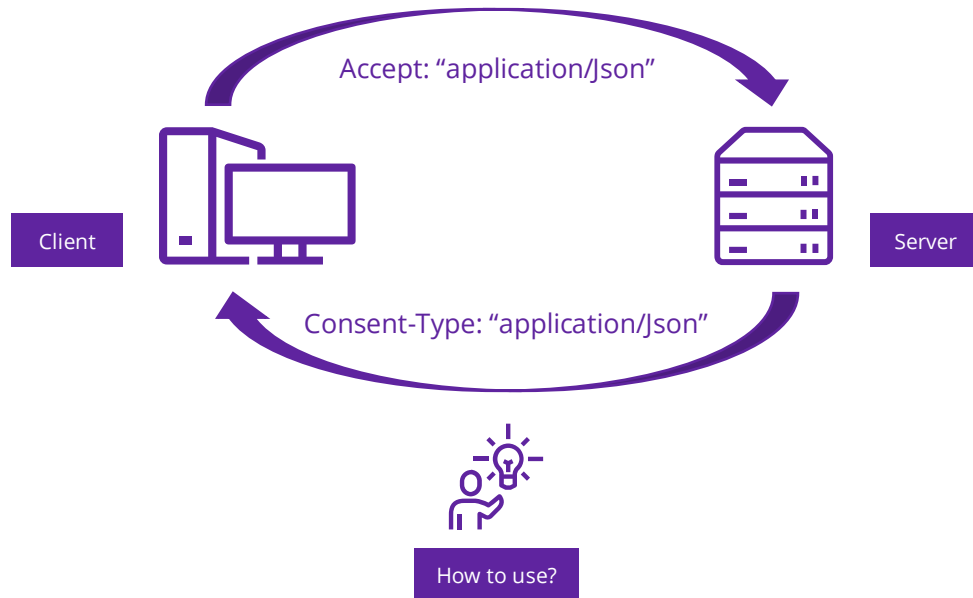 Accept: “application/Json”
Client
Server
Consent-Type: “application/Json”
How to use?